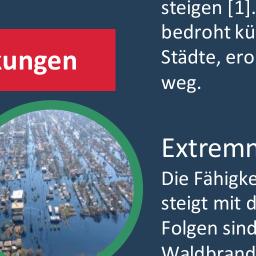 steigen [1].
bedroht kü
Städte, ero
weg.
kungen
Extremn
Die Fähigke
steigt mit d
Folgen sind
Waldbrand